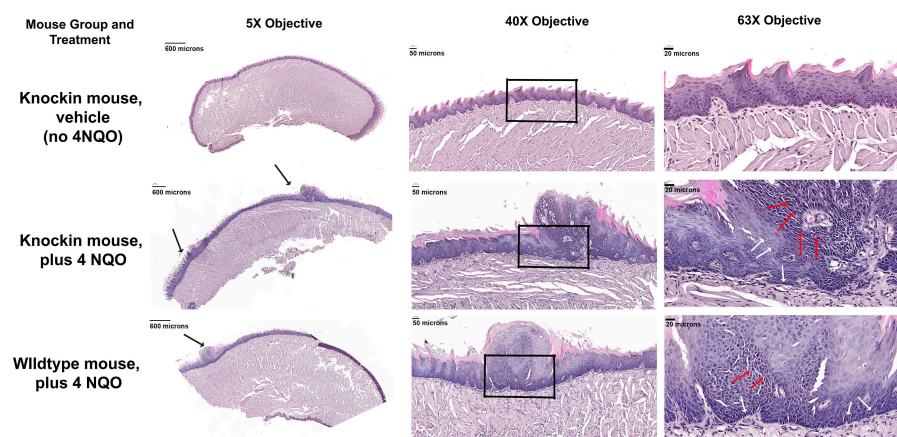 Mouse Group and Treatment
5X Objective
40X Objective
63X Objective
600 microns
50 microns
20 microns
Knockin mouse,
vehicle
(no 4NQO)
600 microns
50 microns
20 microns
Knockin mouse,
plus 4 NQO
600 microns
50 microns
20 microns
WIldtype mouse,
plus 4 NQO